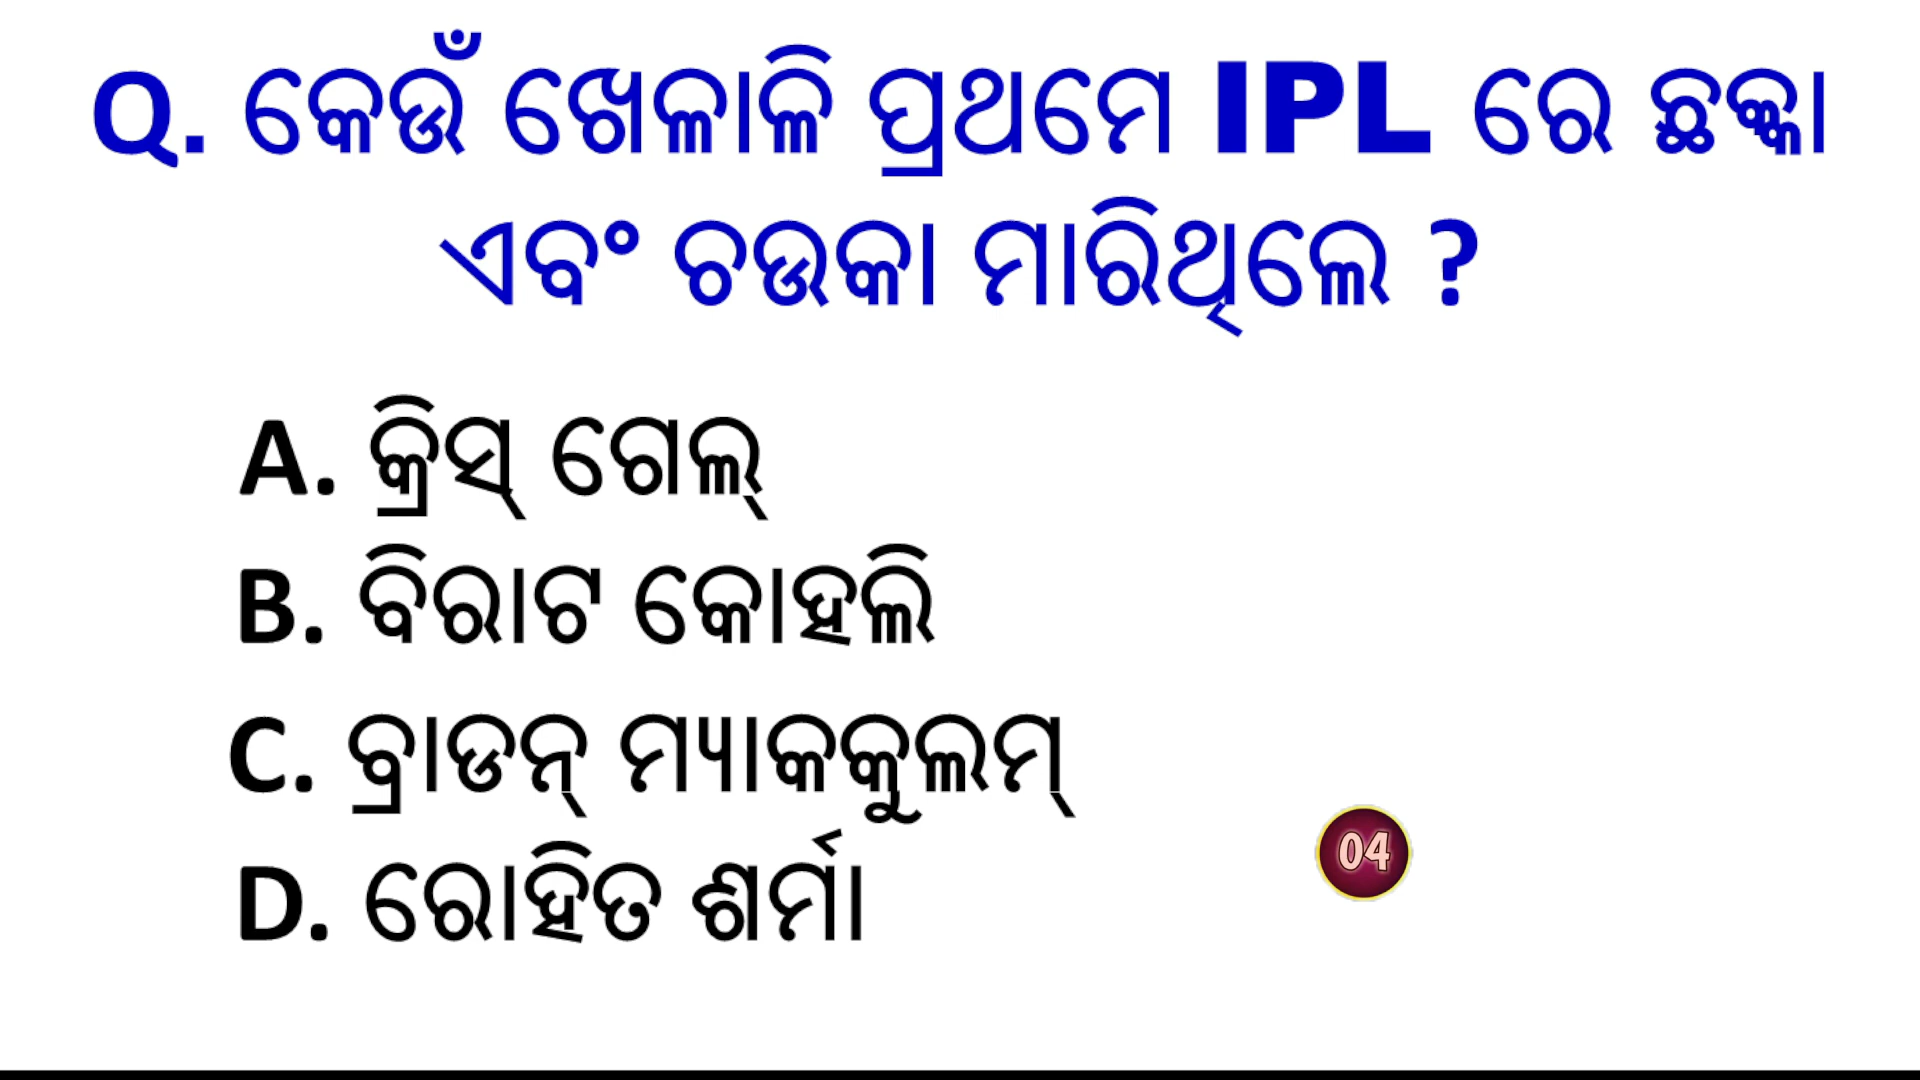 Q. କେଉଁ ଖେଳାଳି ପ୍ରଥମେ IPL ରେ ଛକ୍କା
ଏବଂ ଚଉକା ମାରିଥିଲେ ?
A. କ୍ରିସ୍ ଗେଲ୍
B. ବିରାଟ କୋହଲି
C. ବ୍ରାଡନ୍ ମ୍ୟାକକୁଲମ୍
D. ରୋହିତ ଶର୍ମା
04